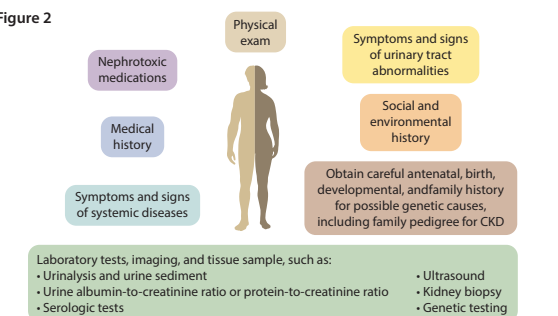 Figure 2
Physical
exam
Nephrotoxic
medications
Symptoms and signs
of urinary tract
abnormalities
Medical
history
Social and
environmental
history
Symptoms and signs
of systemic diseases
Obtain careful antenatal, birth,
developmental, andfamily history
for possible genetic causes,
including family pedigree for CKD
Laboratory tests, imaging, and tissue sample, such as:
• Urinalysis and urine sediment
• Urine albumin-to-creatinine ratio or protein-to-creatinine ratio
• Serologic tests
• Ultrasound
• Kidney biopsy
• Genetic testing